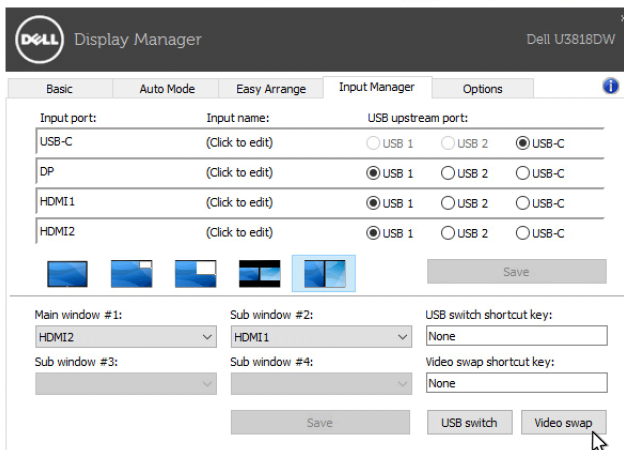 DELL Display Manager Dell U3818DW
Basic Auto Mode Easy Arrange Input Manager Options
Input port: Input name: USB upstream port:
USB-C (Click to edit) USB 1 USB 2 USB-C
DP (Click to edit) USB 1 USB 2 USB-C
HDMI1 (Click to edit) USB 1 USB 2 USB-C
HDMI2 (Click to edit) USB 1 USB 2 USB-C
Save
Main window #1: Sub window #2: USB switch shortcut key:
HDMI2 HDMI1 None
Sub window #3: Sub window #4: Video swap shortcut key:
None
Save USB switch Video swap